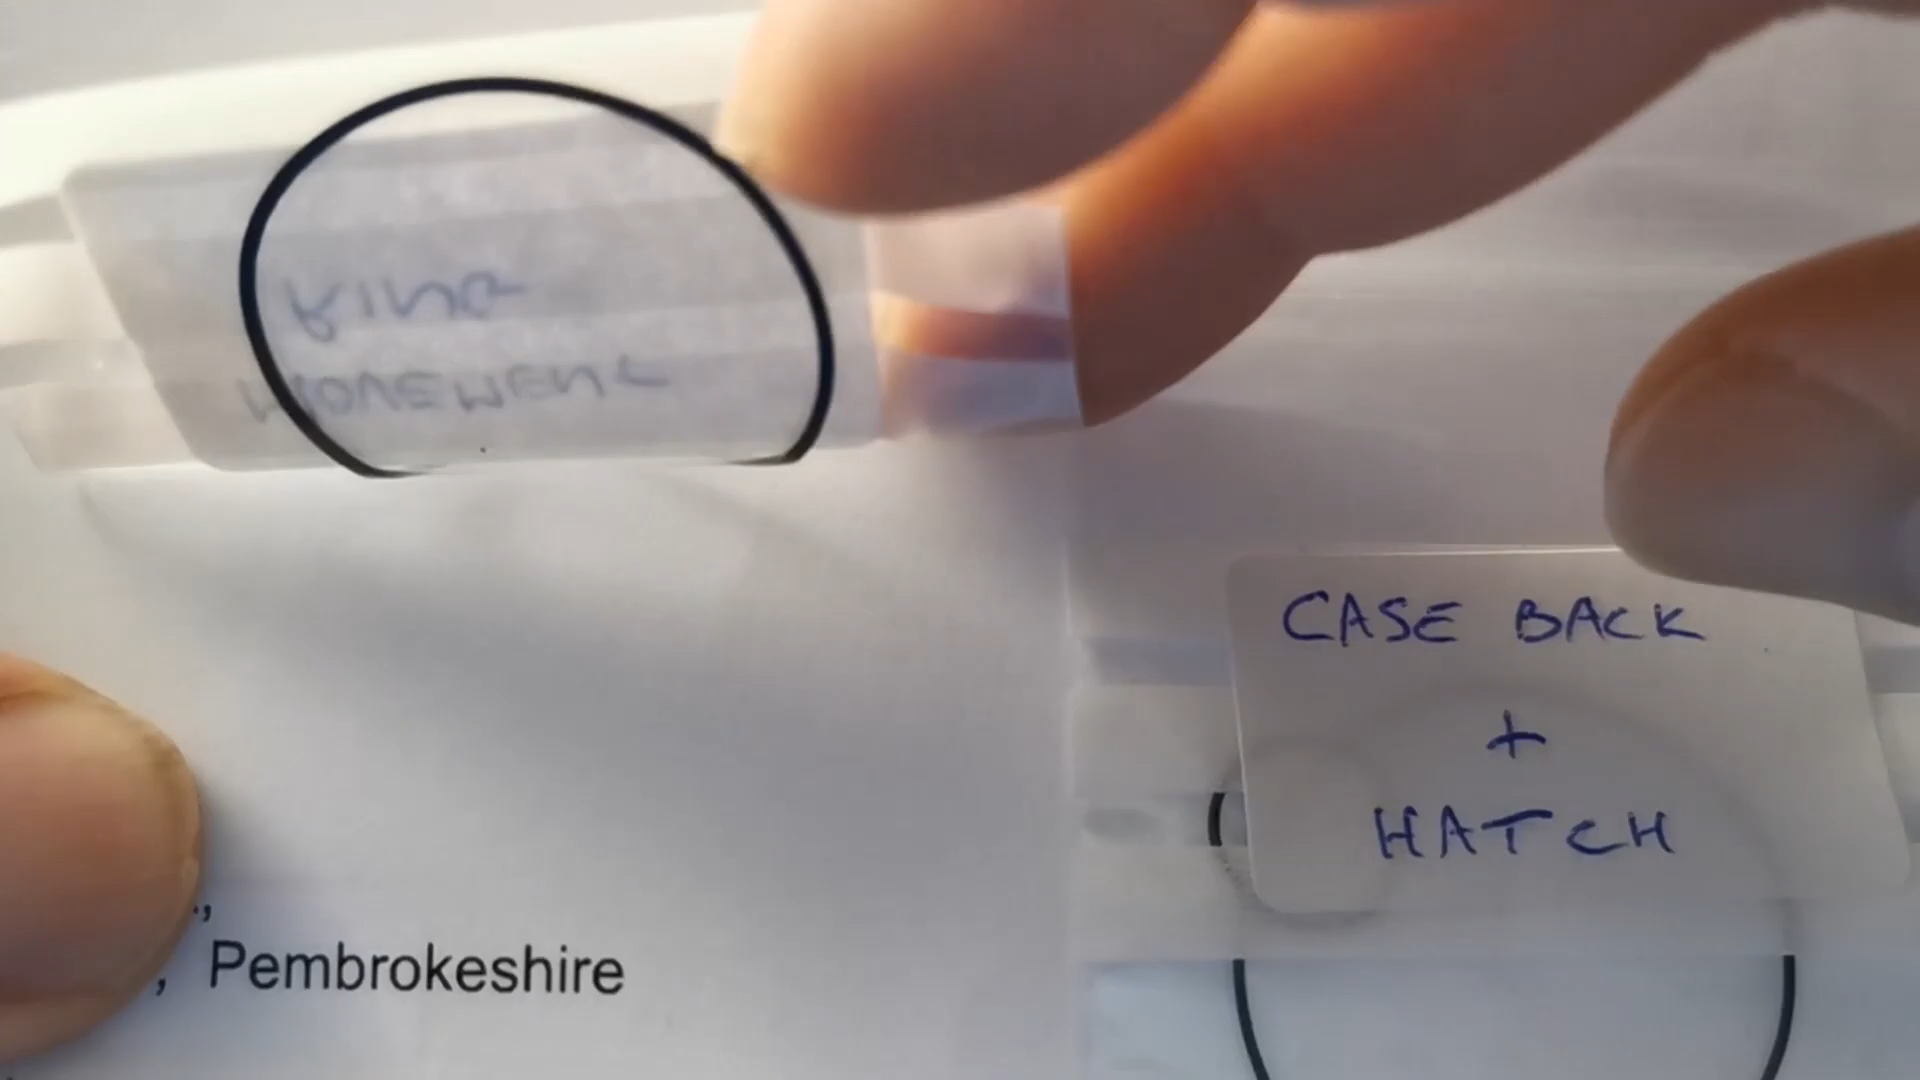 MOVEMENT
RING
CASE BACK
+
HATCH
,
, Pembrokeshire